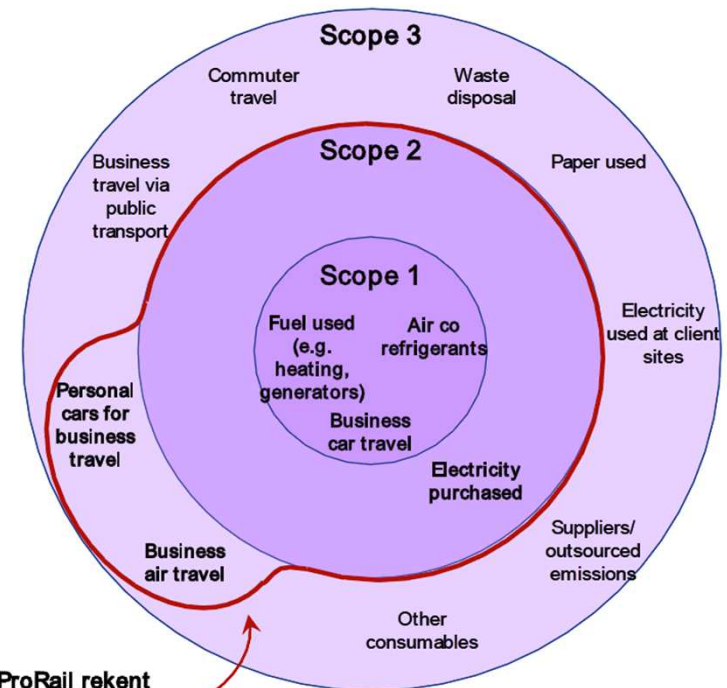 Scope 3
Commuter
travel
Waste
disposal
Scope 2
Business
travel via
public
transport
Paper used
Scope 1
Fuel used
(e.g.
heating,
generators)
Air co
refrigerants
Electricity
used at client
sites
Business
car travel
Personal
cars for
business
travel
Electricity
purchased
Business
air travel
Suppliers/
outsourced
emissions
Other
consumables
ProRail rekent